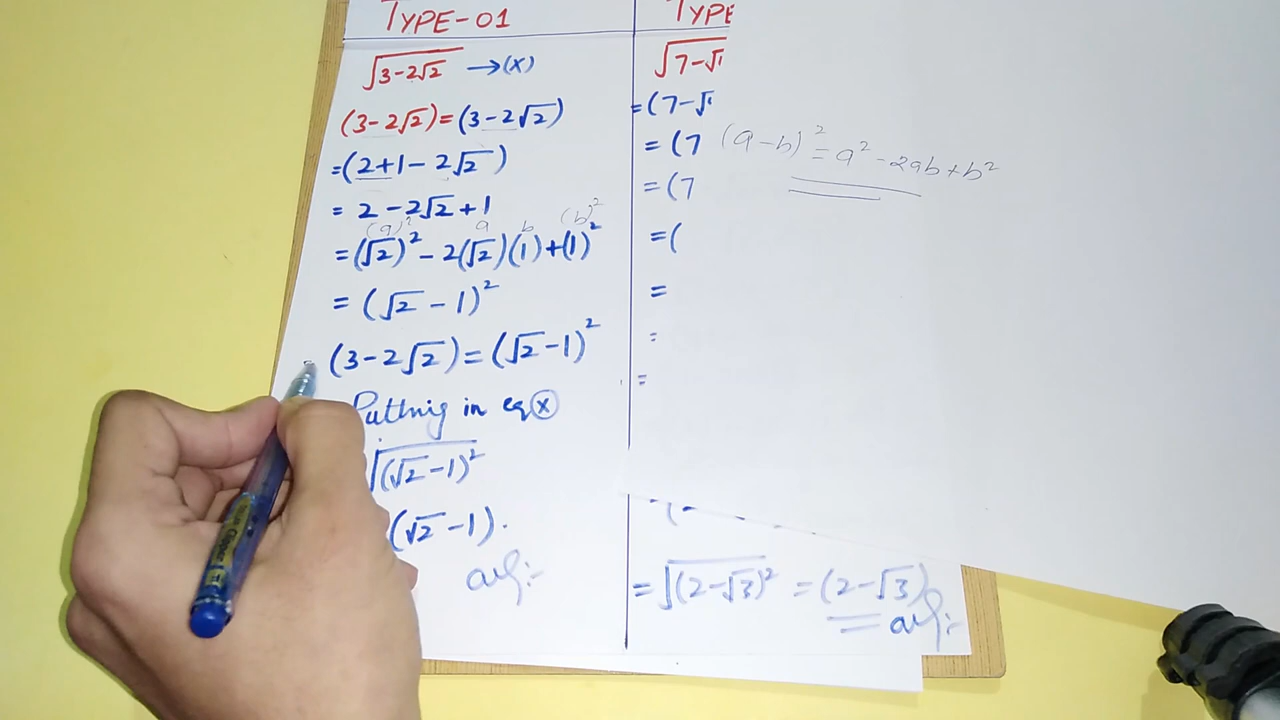 TYPE-01
√3-2√2 → (x)
(3-2√2) = (3-2√2)
= (2+1-2√2)
= 2-2√2+1
(a)² a b (b)²
= (√2)² - 2(√2)(1)+(1)²
= (√2-1)²
(3-2√2) = (√2-1)²
Putting in eq (x)
√(√2-1)²
(√2-1).
ans:-
TYPE
√7-√
= (7-√
= (7
= (7
= (
=
=
=
(a-b)² = a²-2ab+b²
= √(2-√3)² = (2-√3)
ans:-